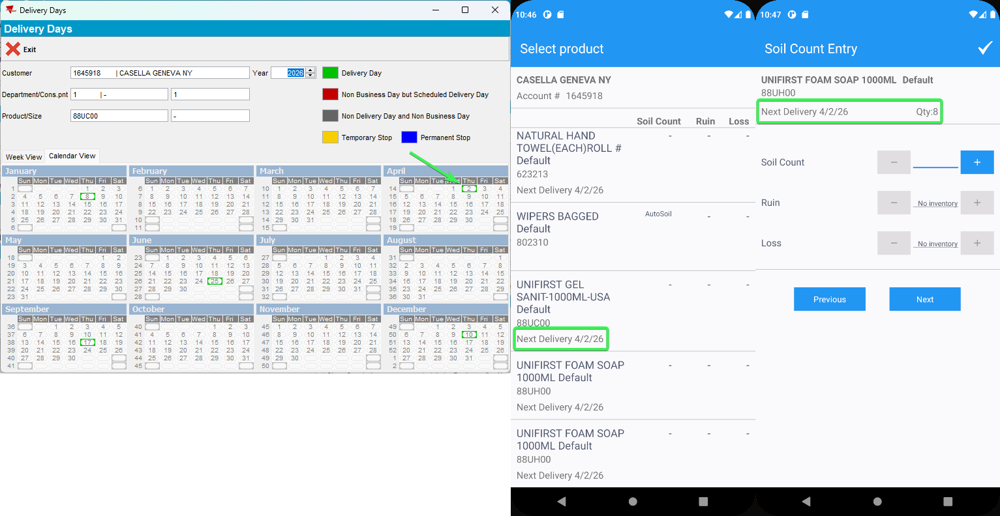 Delivery Days
Delivery Days
Exit
Customer 1645918 | CASELLA GENEVA NY Year 2026
Department/Cons.pnt 1 | - 1
Product/Size 88UC00 -
Delivery Day
Non Business Day but Scheduled Delivery Day
Non Delivery Day and Non Business Day
Temporary Stop Permanent Stop
Week View Calendar View
January
Sun Mon Tue Wed Thu Fri Sat
1 1 2 3
2 4 5 6 7 8 9 10
3 11 12 13 14 15 16 17
4 18 19 20 21 22 23 24
5 25 26 27 28 29 30 31
6
February
Sun Mon Tue Wed Thu Fri Sat
6 1 2 3 4 5 6 7
7 8 9 10 11 12 13 14
8 15 16 17 18 19 20 21
9 22 23 24 25 26 27 28
10
11
March
Sun Mon Tue Wed Thu Fri Sat
10 1 2 3 4 5 6 7
11 8 9 10 11 12 13 14
12 15 16 17 18 19 20 21
13 22 23 24 25 26 27 28
14 29 30 31
15
April
Sun Mon Tue Wed Thu Fri Sat
14 1 2 3 4
15 5 6 7 8 9 10 11
16 12 13 14 15 16 17 18
17 19 20 21 22 23 24 25
18 26 27 28 29 30
19
May
Sun Mon Tue Wed Thu Fri Sat
18 1 2
19 3 4 5 6 7 8 9
20 10 11 12 13 14 15 16
21 17 18 19 20 21 22 23
22 24 25 26 27 28 29 30
23 31
June
Sun Mon Tue Wed Thu Fri Sat
23 1 2 3 4 5 6
24 7 8 9 10 11 12 13
25 14 15 16 17 18 19 20
26 21 22 23 24 25 26 27
27 28 29 30
28
July
Sun Mon Tue Wed Thu Fri Sat
27 1 2 3 4
28 5 6 7 8 9 10 11
29 12 13 14 15 16 17 18
30 19 20 21 22 23 24 25
31 26 27 28 29 30 31
32
August
Sun Mon Tue Wed Thu Fri Sat
31 1
32 2 3 4 5 6 7 8
33 9 10 11 12 13 14 15
34 16 17 18 19 20 21 22
35 23 24 25 26 27 28 29
36 30 31
September
Sun Mon Tue Wed Thu Fri Sat
36 1 2 3 4 5
37 6 7 8 9 10 11 12
38 13 14 15 16 17 18 19
39 20 21 22 23 24 25 26
40 27 28 29 30
41
October
Sun Mon Tue Wed Thu Fri Sat
40 1 2 3
41 4 5 6 7 8 9 10
42 11 12 13 14 15 16 17
43 18 19 20 21 22 23 24
44 25 26 27 28 29 30 31
45
November
Sun Mon Tue Wed Thu Fri Sat
45 1 2 3 4 5 6 7
46 8 9 10 11 12 13 14
47 15 16 17 18 19 20 21
48 22 23 24 25 26 27 28
49 29 30
50
December
Sun Mon Tue Wed Thu Fri Sat
49 1 2 3 4 5
50 6 7 8 9 10 11 12
51 13 14 15 16 17 18 19
52 20 21 22 23 24 25 26
1 27 28 29 30 31
2
10:46
Select product
CASELLA GENEVA NY
Account # 1645918
Soil Count Ruin Loss
NATURAL HAND - - -
TOWEL(EACH)ROLL #
Default
623213
Next Delivery 4/2/26
WIPERS BAGGED AutoSoil - -
Default
802310
UNIFIRST GEL - - -
SANIT-1000ML-USA
Default
88UC00
Next Delivery 4/2/26
UNIFIRST FOAM SOAP - - -
1000ML Default
88UH00
Next Delivery 4/2/26
UNIFIRST FOAM SOAP - - -
1000ML Default
88UH00
Next Delivery 4/2/26
10:47
Soil Count Entry
UNIFIRST FOAM SOAP 1000ML Default
88UH00
Next Delivery 4/2/26 Qty:8
Soil Count − +
Ruin − No inventory +
Loss − No inventory +
Previous Next